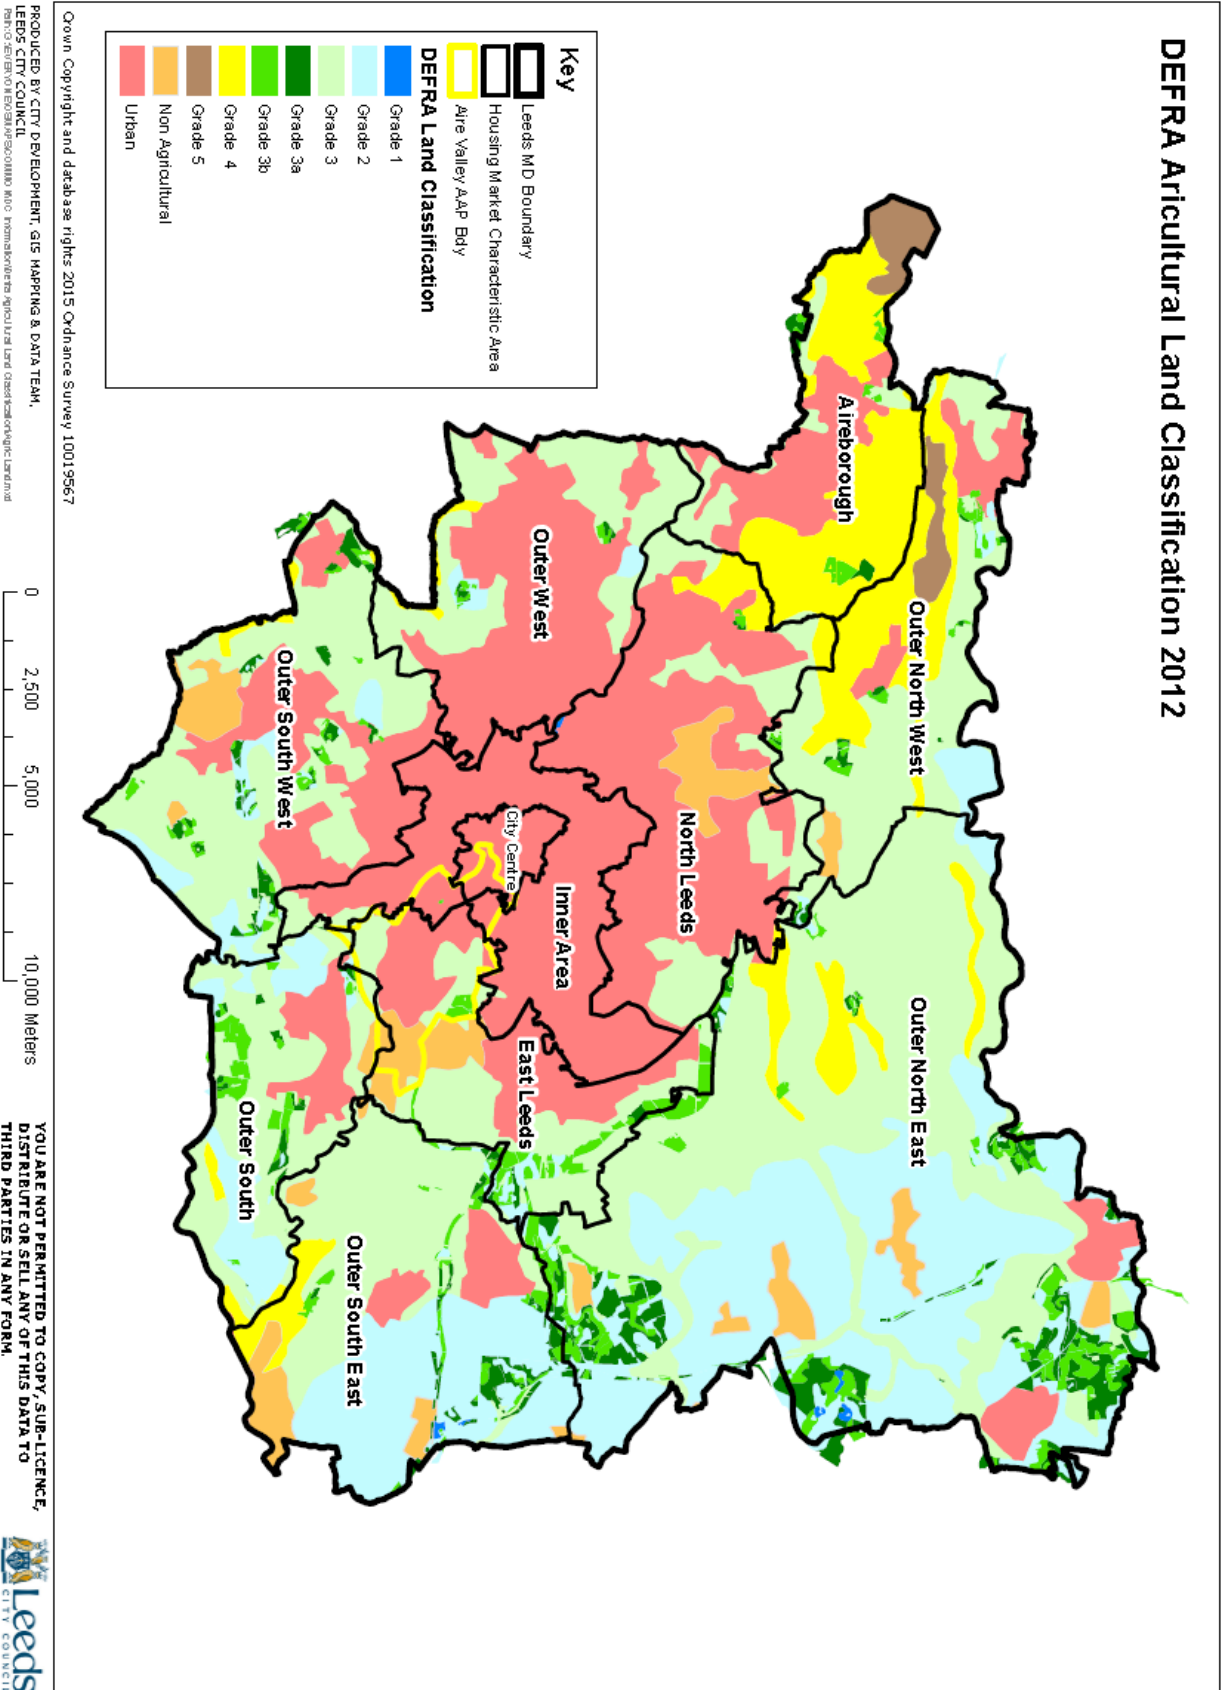 DEFRA Aricultural Land Classification 2012
Key
Leeds MD Boundary
Housing Market Characteristic Area
Aire Valley AAP Bdy
DEFRA Land Classification
Grade 1
Grade 2
Grade 3
Grade 3a
Grade 3b
Grade 4
Grade 5
Non Agricultural
Urban
Aireborough
Outer North West
Outer North East
North Leeds
Outer West
Inner Area
City Centre
East Leeds
Outer South West
Outer South East
Outer South
Crown Copyright and database rights 2015 Ordnance Survey 10019567
PRODUCED BY CITY DEVELOPMENT, GIS MAPPING & DATA TEAM,
LEEDS CITY COUNCIL
0 2,500 5,000 10,000 Meters
YOU ARE NOT PERMITTED TO COPY, SUB-LICENCE,
DISTRIBUTE OR SELL ANY OF THIS DATA TO
THIRD PARTIES IN ANY FORM.
Leeds
CITY COUNCIL